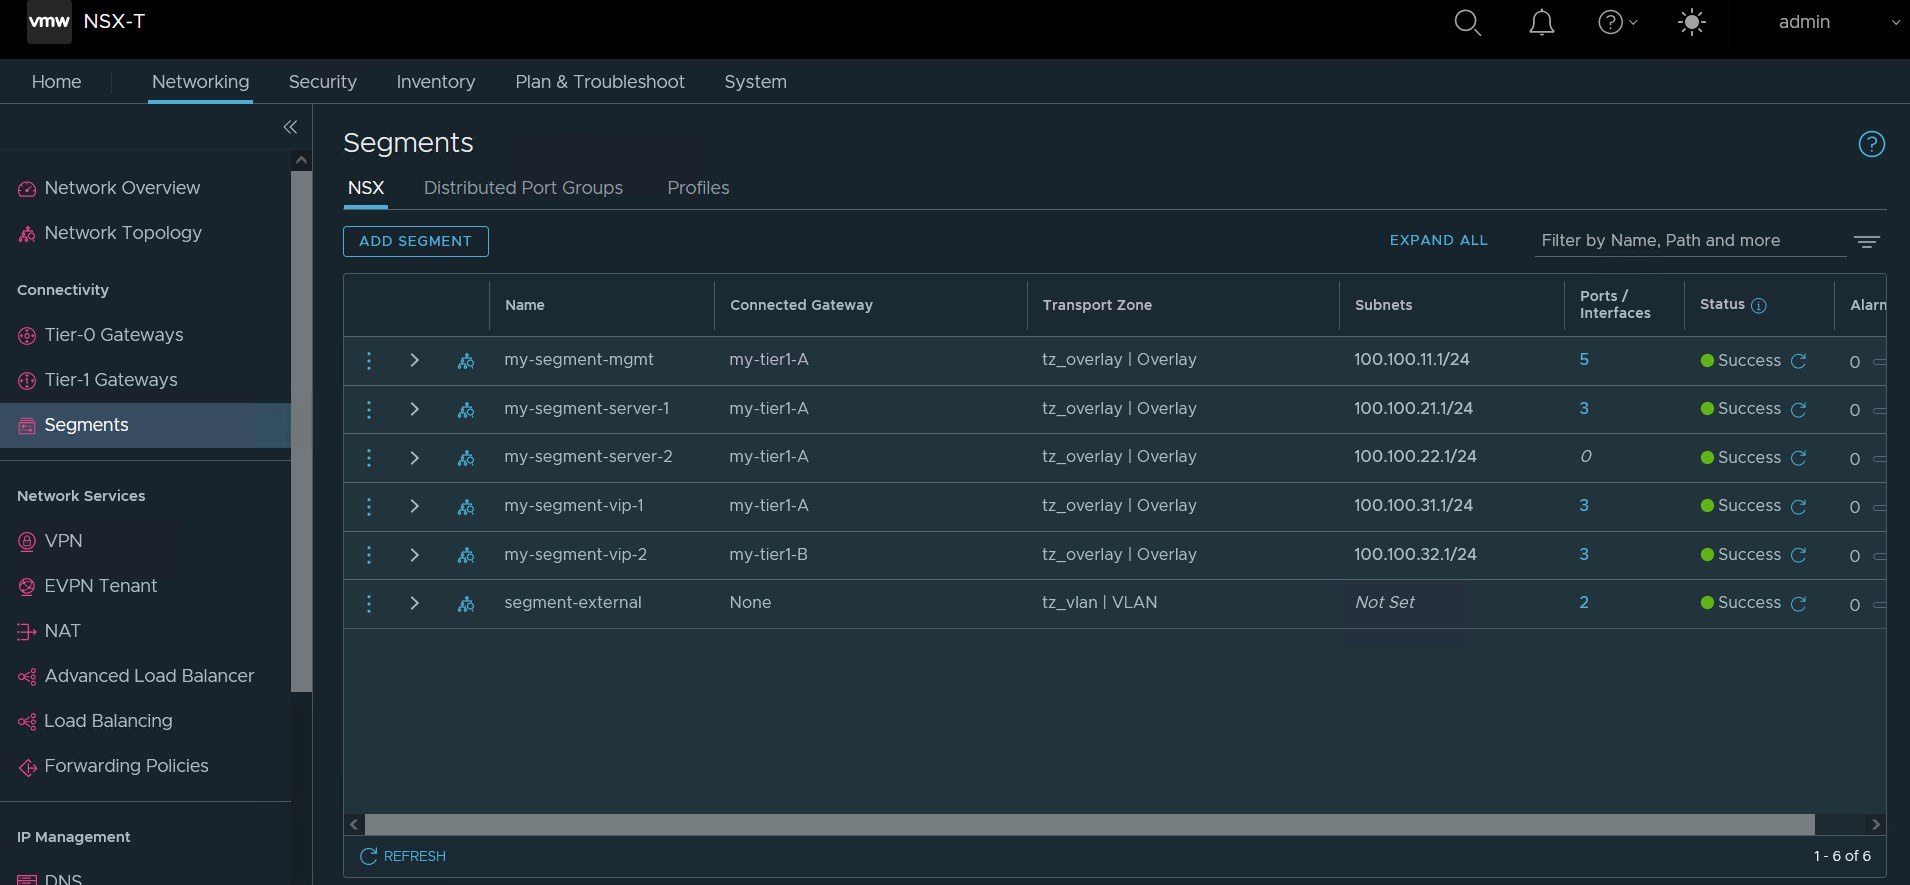 vmw NSX-T
admin
Home Networking Security Inventory Plan & Troubleshoot System
Network Overview
Network Topology
Connectivity
Tier-0 Gateways
Tier-1 Gateways
Segments
Network Services
VPN
EVPN Tenant
NAT
Advanced Load Balancer
Load Balancing
Forwarding Policies
IP Management
DNS
Segments
NSX Distributed Port Groups Profiles
ADD SEGMENT
EXPAND ALL
Filter by Name, Path and more
Name Connected Gateway Transport Zone Subnets Ports / Interfaces Status Alarm
my-segment-mgmt my-tier1-A tz_overlay | Overlay 100.100.11.1/24 5 Success 0
my-segment-server-1 my-tier1-A tz_overlay | Overlay 100.100.21.1/24 3 Success 0
my-segment-server-2 my-tier1-A tz_overlay | Overlay 100.100.22.1/24 0 Success 0
my-segment-vip-1 my-tier1-A tz_overlay | Overlay 100.100.31.1/24 3 Success 0
my-segment-vip-2 my-tier1-B tz_overlay | Overlay 100.100.32.1/24 3 Success 0
segment-external None tz_vlan | VLAN Not Set 2 Success 0
REFRESH
1 - 6 of 6